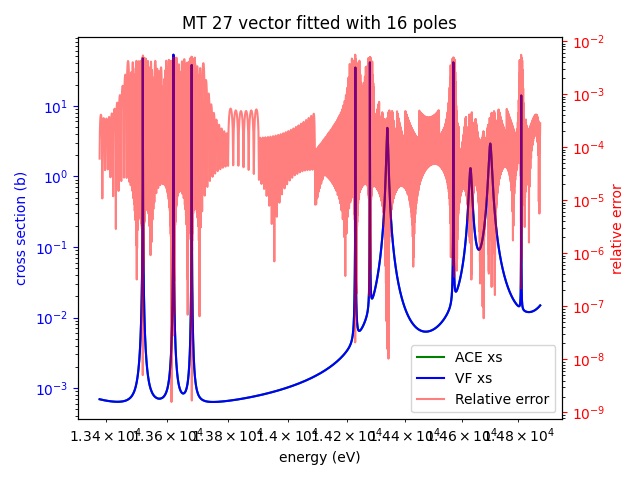 MT 27 vector fitted with 16 poles
cross section (b)
10¹
10⁰
10⁻¹
10⁻²
10⁻³
relative error
10⁻²
10⁻³
10⁻⁴
10⁻⁵
10⁻⁶
10⁻⁷
10⁻⁸
10⁻⁹
ACE xs
VF xs
Relative error
1.34 × 10⁴ 1.36 × 10⁴ 1.38 × 10⁴ 1.4 × 10⁴ 1.42 × 10⁴ 1.44 × 10⁴ 1.46 × 10⁴ 1.48 × 10⁴
energy (eV)